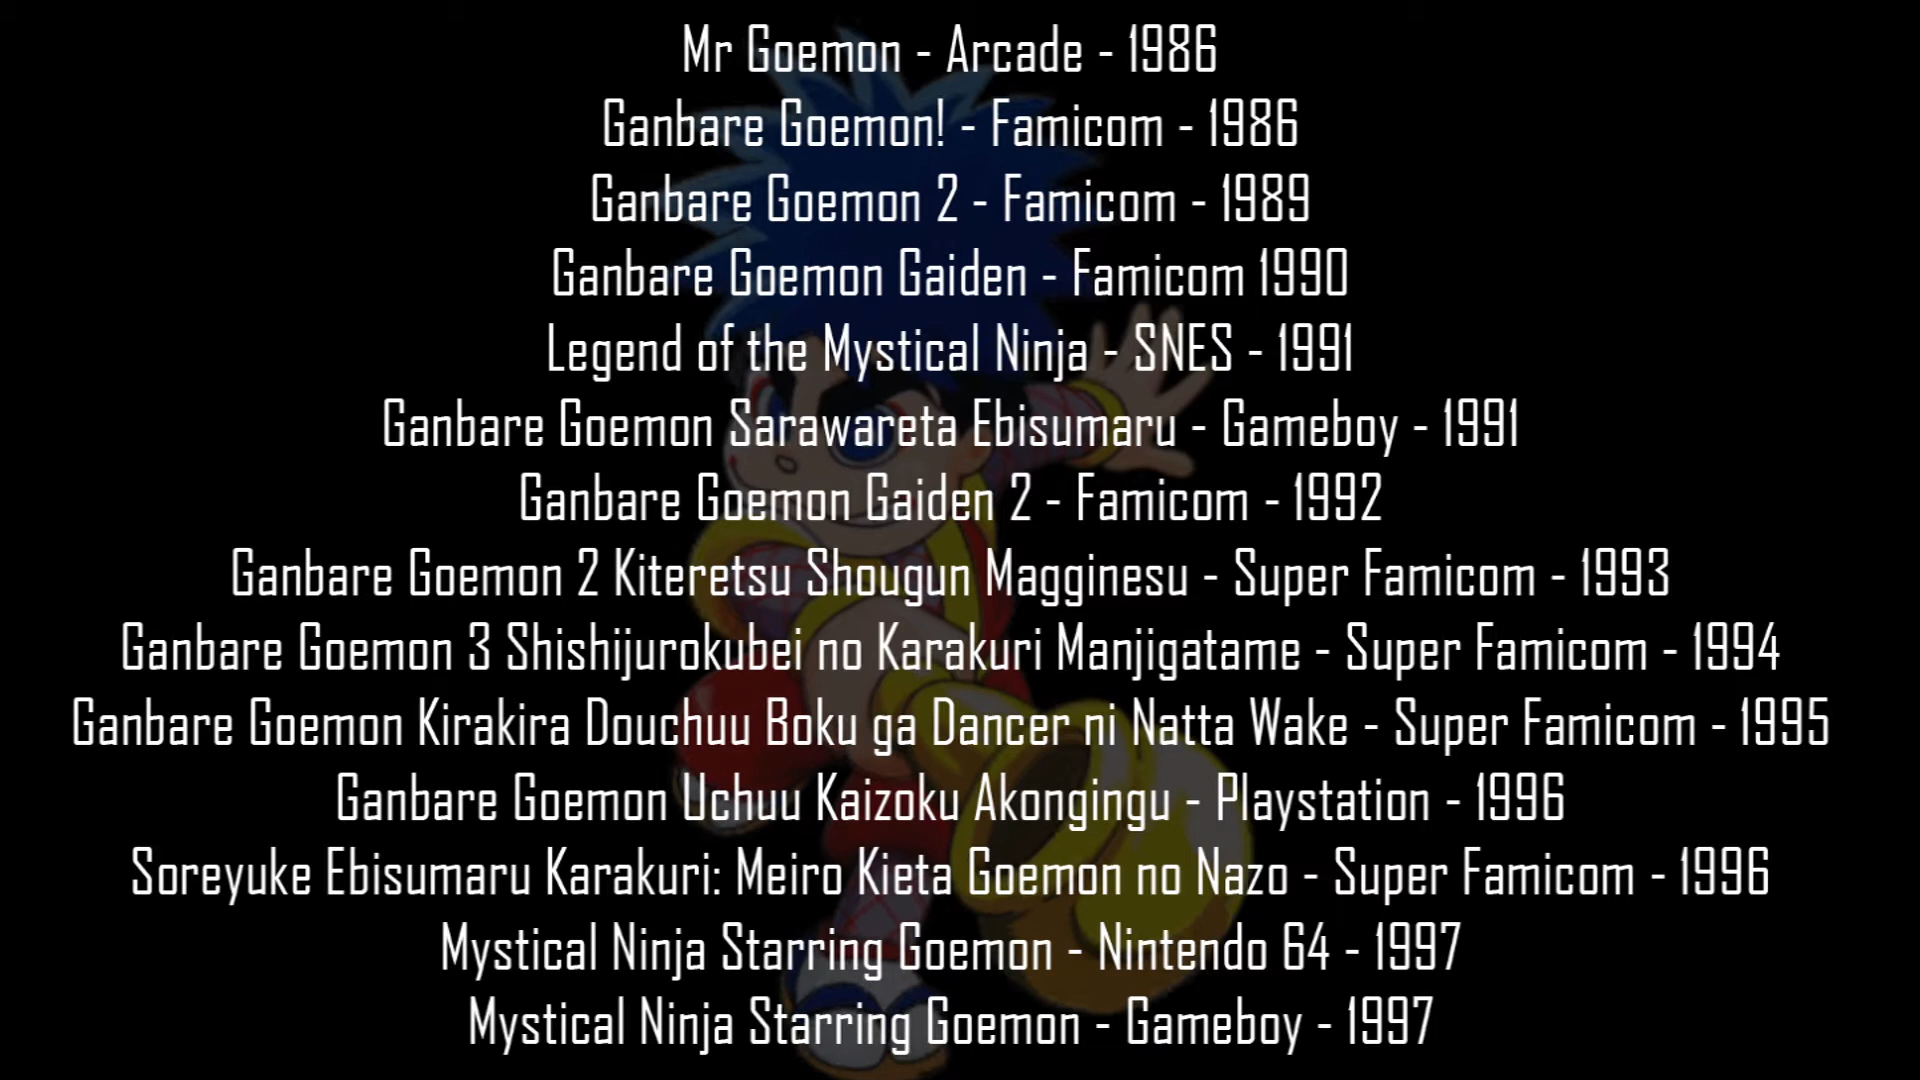 Mr Goemon - Arcade - 1986
Ganbare Goemon! - Famicom - 1986
Ganbare Goemon 2 - Famicom - 1989
Ganbare Goemon Gaiden - Famicom 1990
Legend of the Mystical Ninja - SNES - 1991
Ganbare Goemon Sarawareta Ebisumaru - Gameboy - 1991
Ganbare Goemon Gaiden 2 - Famicom - 1992
Ganbare Goemon 2 Kiteretsu Shougun Magginesu - Super Famicom - 1993
Ganbare Goemon 3 Shishijurokubei no Karakuri Manjigatame - Super Famicom - 1994
Ganbare Goemon Kirakira Douchuu Boku ga Dancer ni Natta Wake - Super Famicom - 1995
Ganbare Goemon Uchuu Kaizoku Akongingu - Playstation - 1996
Soreyuke Ebisumaru Karakuri: Meiro Kieta Goemon no Nazo - Super Famicom - 1996
Mystical Ninja Starring Goemon - Nintendo 64 - 1997
Mystical Ninja Starring Goemon - Gameboy - 1997